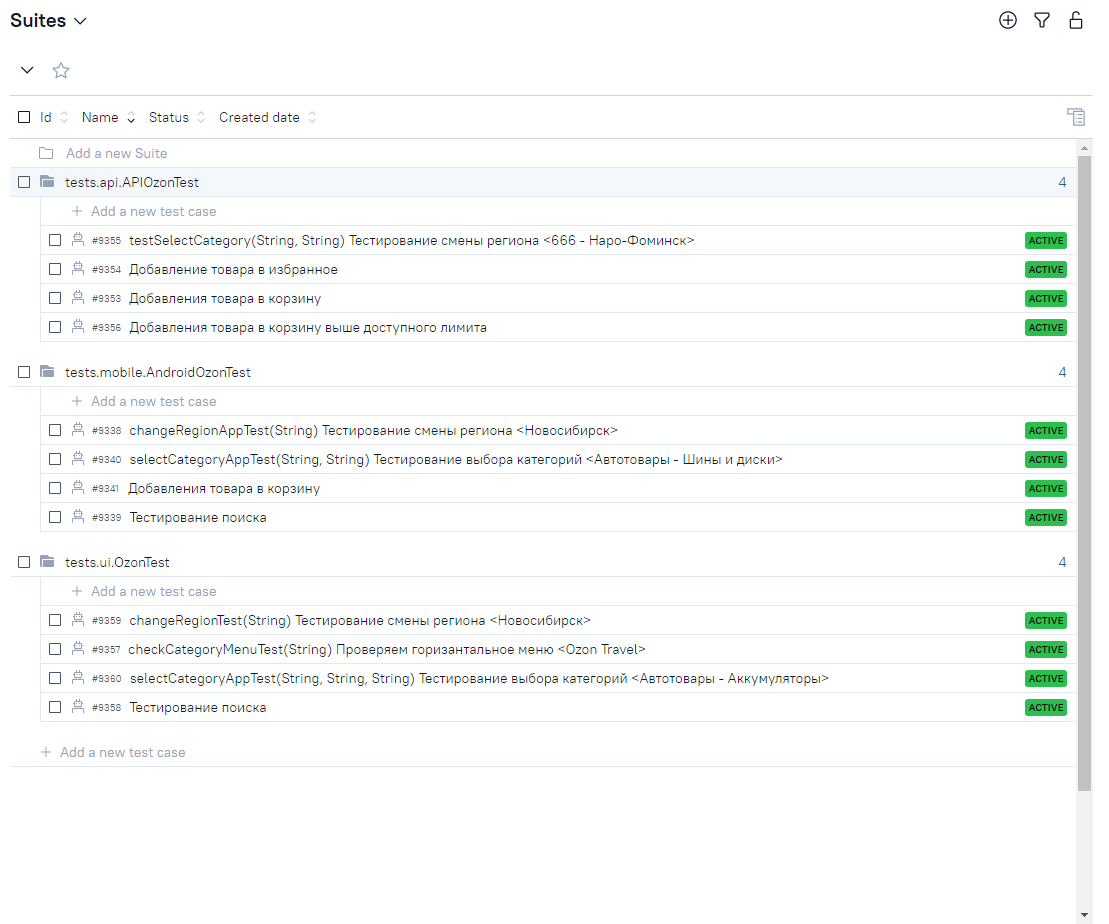 Suites
Id Name Status Created date
Add a new Suite
tests.api.APIOzonTest 4
Add a new test case
#9355 testSelectCategory(String, String) Тестирование смены региона <666 - Наро-Фоминск> ACTIVE
#9354 Добавление товара в избранное ACTIVE
#9353 Добавления товара в корзину ACTIVE
#9356 Добавления товара в корзину выше доступного лимита ACTIVE
tests.mobile.AndroidOzonTest 4
Add a new test case
#9338 changeRegionAppTest(String) Тестирование смены региона <Новосибирск> ACTIVE
#9340 selectCategoryAppTest(String, String) Тестирование выбора категорий <Автотовары - Шины и диски> ACTIVE
#9341 Добавления товара в корзину ACTIVE
#9339 Тестирование поиска ACTIVE
tests.ui.OzonTest 4
Add a new test case
#9359 changeRegionTest(String) Тестирование смены региона <Новосибирск> ACTIVE
#9357 checkCategoryMenuTest(String) Проверяем горизантальное меню <Ozon Travel> ACTIVE
#9360 selectCategoryAppTest(String, String, String) Тестирование выбора категорий <Автотовары - Аккумуляторы> ACTIVE
#9358 Тестирование поиска ACTIVE
Add a new test case